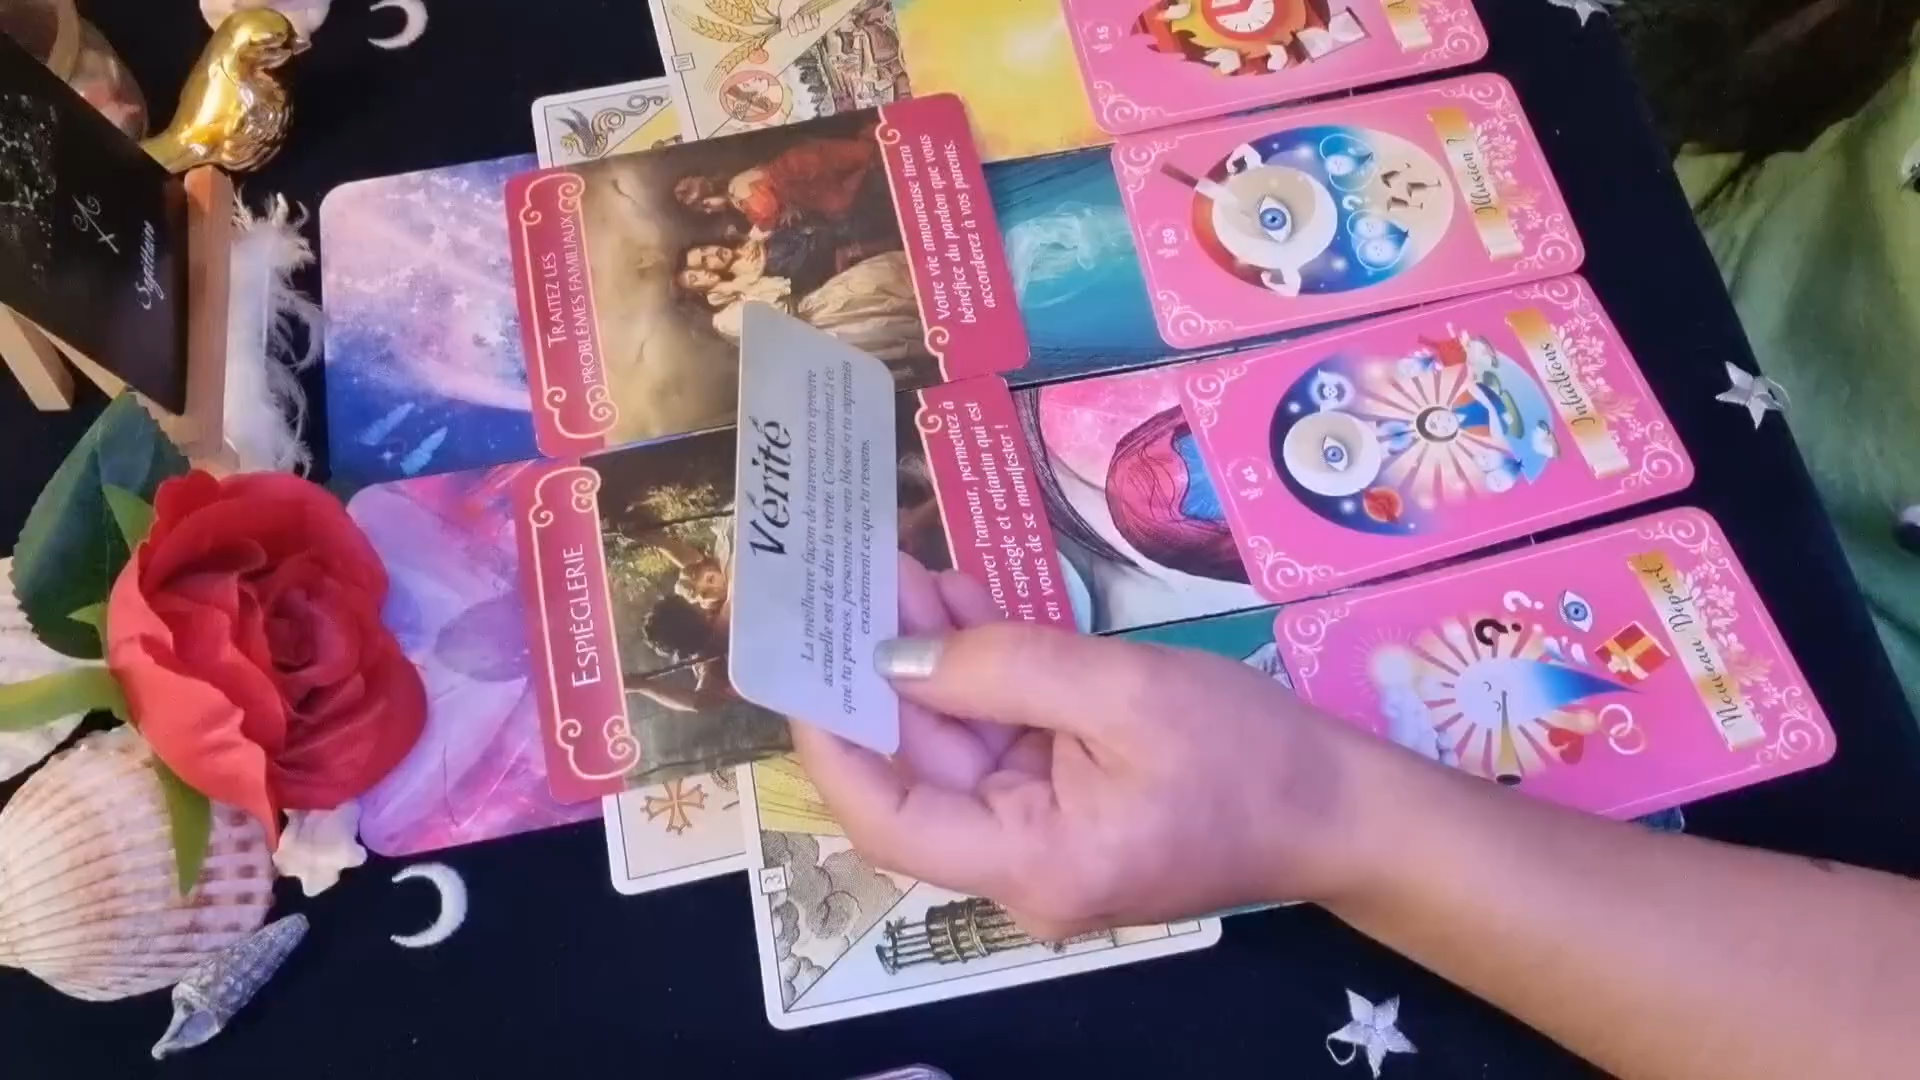 Sagittaire
TRAITEZ LES
PROBLÈMES FAMILIAUX
Votre vie amoureuse tirera
bénéfice du pardon que vous
accorderez à vos parents.
ESPIÈGLERIE
trouver l'amour, permettez à
rit espiègle et enfantin qui est
en vous de se manifester !
Vérité
La meilleure façon de traverser ton épreuve
actuelle est de dire la vérité. Contrairement à ce
que tu penses, personne ne sera blessé si tu exprimes
exactement ce que tu ressens.
15
59
Illusion ?
41
Intuitions
Nouveau Départ
3